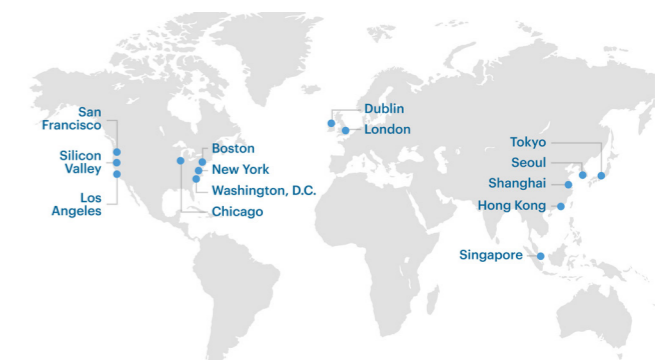 San
Francisco
Silicon
Valley
Los
Angeles
Boston
New York
Washington, D.C.
Chicago
Dublin
London
Tokyo
Seoul
Shanghai
Hong Kong
Singapore